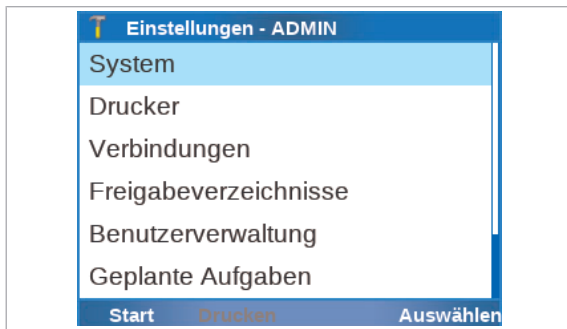 Einstellungen - ADMIN
System
Drucker
Verbindungen
Freigabeverzeichnisse
Benutzerverwaltung
Geplante Aufgaben
Start Drucken Auswählen